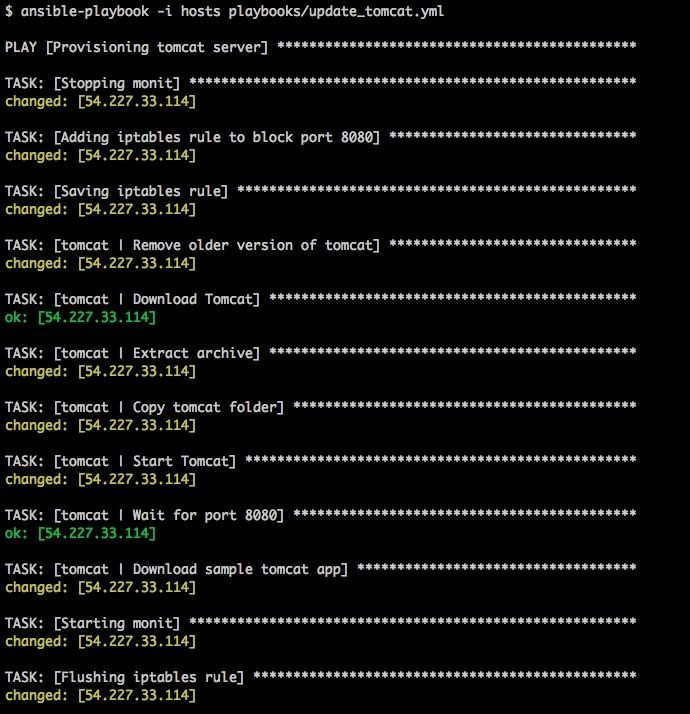 $ ansible-playbook -i hosts playbooks/update_tomcat.yml
PLAY [Provisioning tomcat server] *********************************************
TASK: [Stopping monit] ********************************************************
changed: [54.227.33.114]
TASK: [Adding iptables rule to block port 8080] *******************************
changed: [54.227.33.114]
TASK: [Saving iptables rule] **************************************************
changed: [54.227.33.114]
TASK: [tomcat | Remove older version of tomcat] *******************************
changed: [54.227.33.114]
TASK: [tomcat | Download Tomcat] **********************************************
ok: [54.227.33.114]
TASK: [tomcat | Extract archive] **********************************************
changed: [54.227.33.114]
TASK: [tomcat | Copy tomcat folder] *******************************************
changed: [54.227.33.114]
TASK: [tomcat | Start Tomcat] *************************************************
changed: [54.227.33.114]
TASK: [tomcat | Wait for port 8080] *******************************************
ok: [54.227.33.114]
TASK: [tomcat | Download sample tomcat app] ***********************************
changed: [54.227.33.114]
TASK: [Starting monit] ********************************************************
changed: [54.227.33.114]
TASK: [Flushing iptables rule] ************************************************
changed: [54.227.33.114]